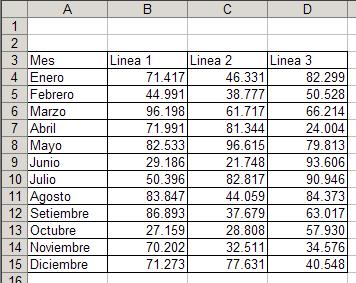 A B C D
1
2
3 Mes Linea 1 Linea 2 Linea 3
4 Enero 71.417 46.331 82.299
5 Febrero 44.991 38.777 50.528
6 Marzo 96.198 61.717 66.214
7 Abril 71.991 81.344 24.004
8 Mayo 82.533 96.615 79.813
9 Junio 29.186 21.748 93.606
10 Julio 50.396 82.817 90.946
11 Agosto 83.847 44.059 84.373
12 Setiembre 86.893 37.679 63.017
13 Octubre 27.159 28.808 57.930
14 Noviembre 70.202 32.511 34.576
15 Diciembre 71.273 77.631 40.548
16